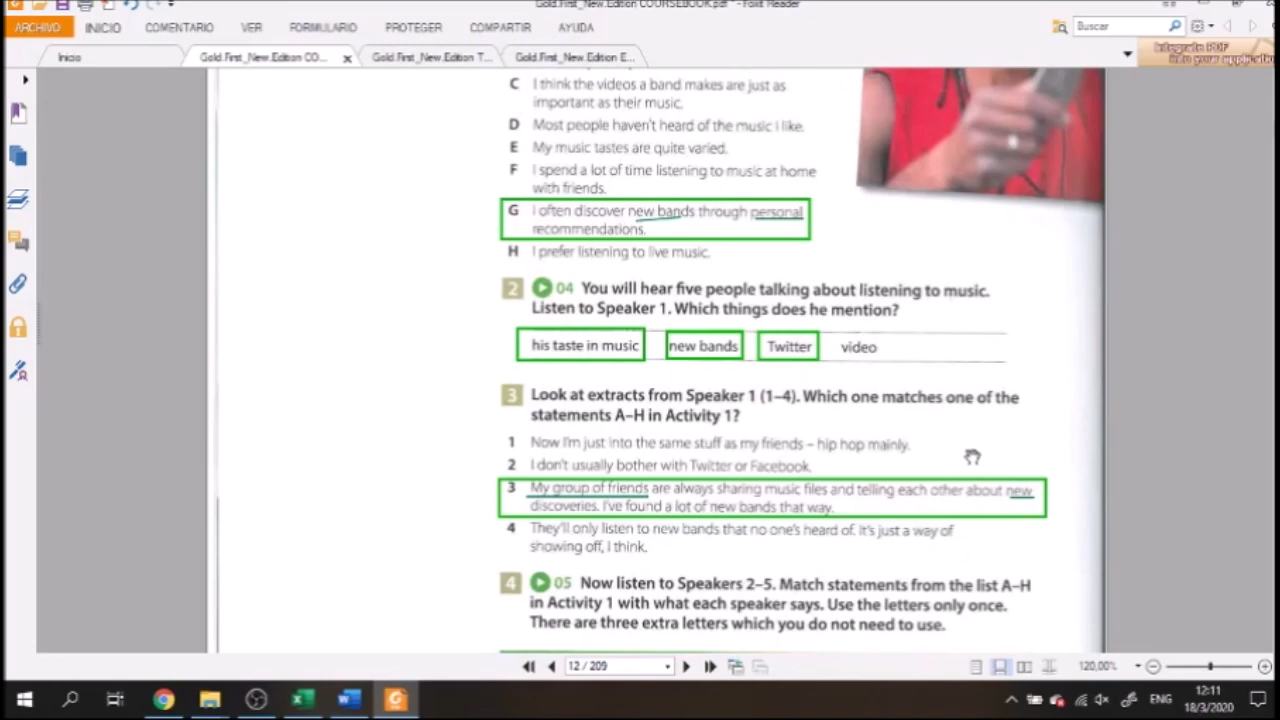 Gold.First_New.Edition COURSEBOOK.pdf - Foxit Reader
ARCHIVO INICIO COMENTARIO VER FORMULARIO PROTEGER COMPARTIR AYUDA Buscar
Inicio Gold.First_New.Edition CO... x Gold.First_New.Edition T... Gold.First_New.Edition E...
Integrate PDF
into your application
C I think the videos a band makes are just as
important as their music.
D Most people haven't heard of the music I like.
E My music tastes are quite varied.
F I spend a lot of time listening to music at home
with friends.
G I often discover new bands through personal
recommendations.
H I prefer listening to live music.
2 04 You will hear five people talking about listening to music.
Listen to Speaker 1. Which things does he mention?
his taste in music new bands Twitter video
3 Look at extracts from Speaker 1 (1–4). Which one matches one of the
statements A–H in Activity 1?
1 Now I'm just into the same stuff as my friends – hip hop mainly.
2 I don't usually bother with Twitter or Facebook.
3 My group of friends are always sharing music files and telling each other about new
discoveries. I've found a lot of new bands that way.
4 They'll only listen to new bands that no one's heard of. It's just a way of
showing off, I think.
4 05 Now listen to Speakers 2–5. Match statements from the list A–H
in Activity 1 with what each speaker says. Use the letters only once.
There are three extra letters which you do not need to use.
12 / 209 120,00%
ENG 12:11
18/3/2020